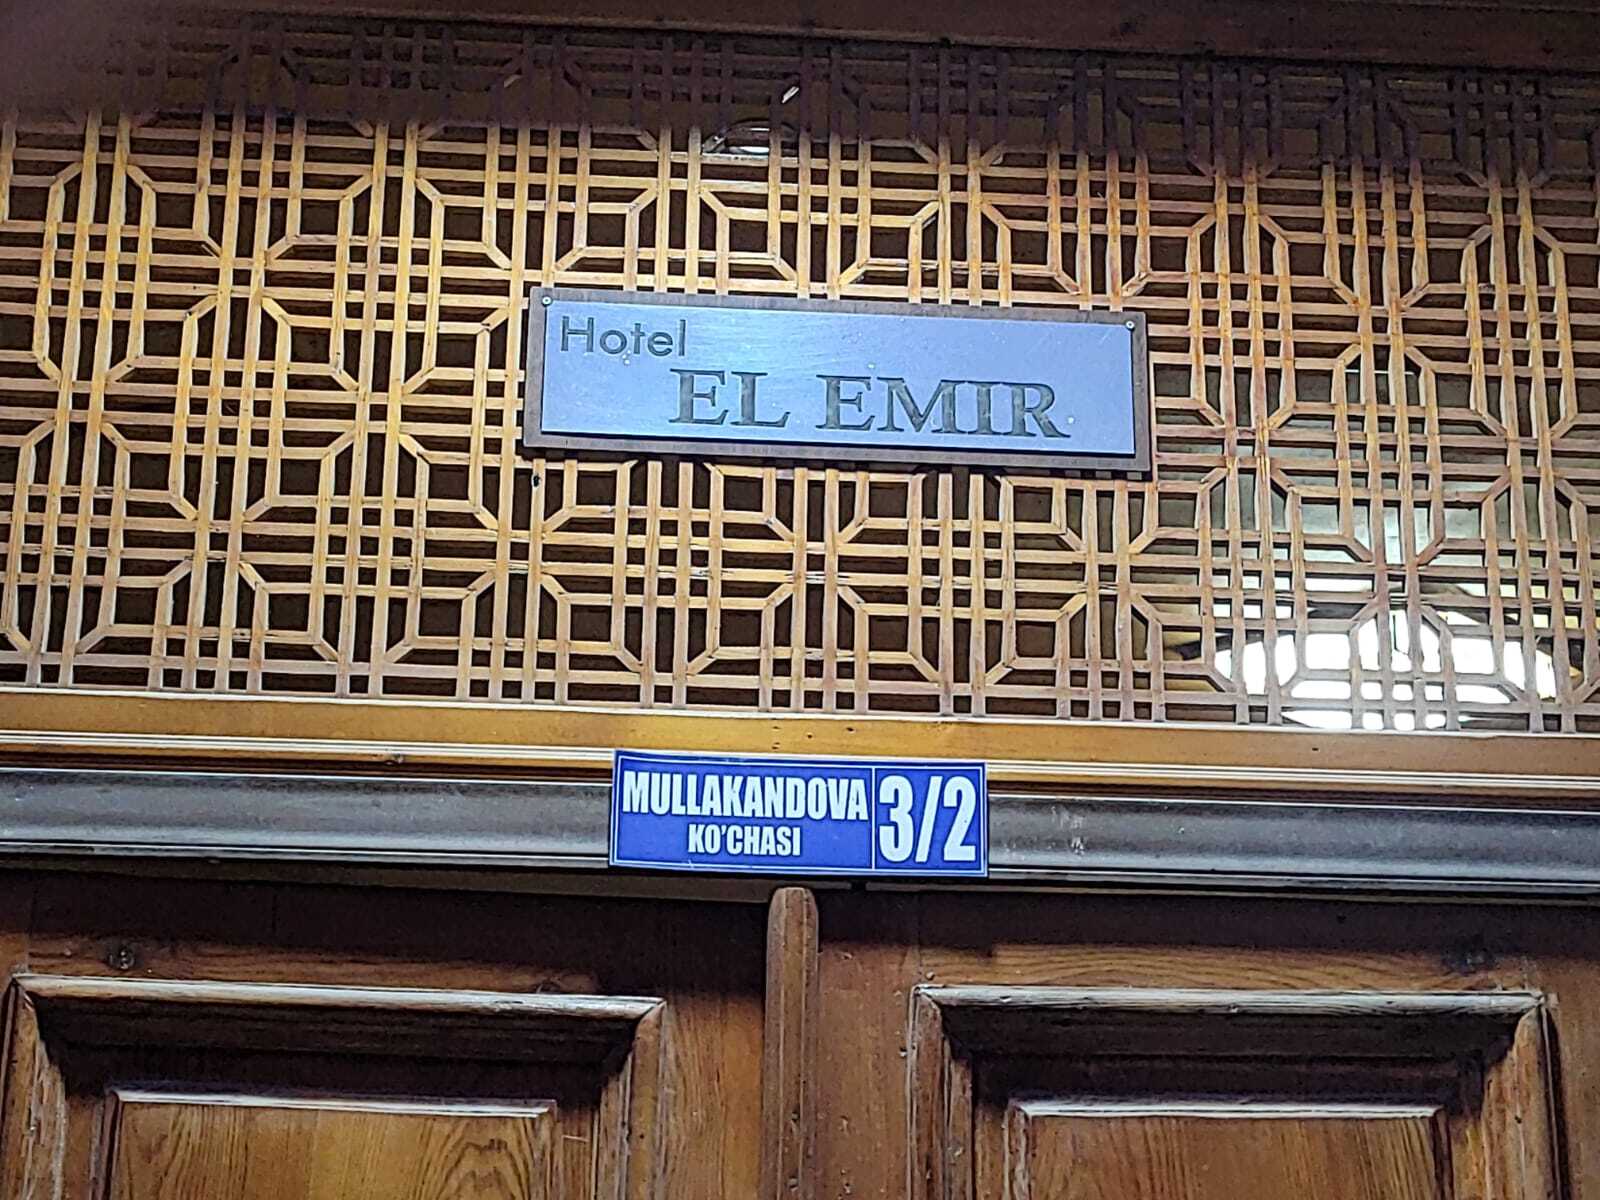 Hotel
EL EMIR
MULLAKANDOVA
KO'CHASI
3/2